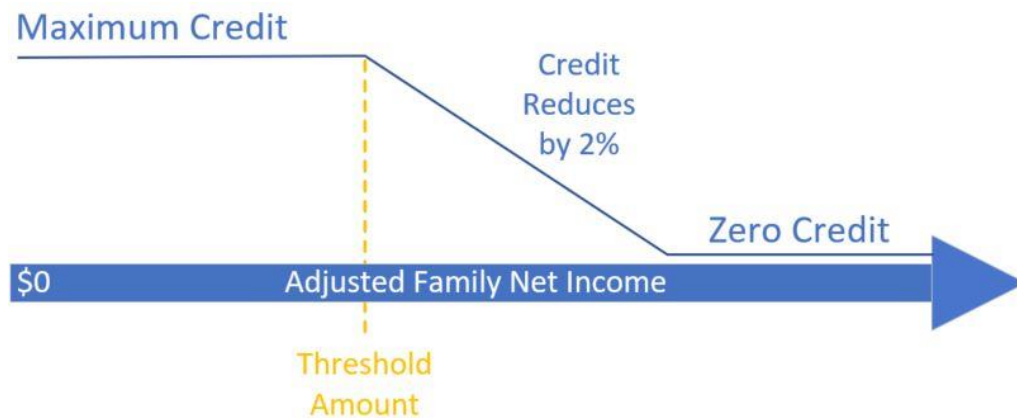 Maximum Credit
Credit
Reduces
by 2%
Zero Credit
$0
Adjusted Family Net Income
Threshold
Amount